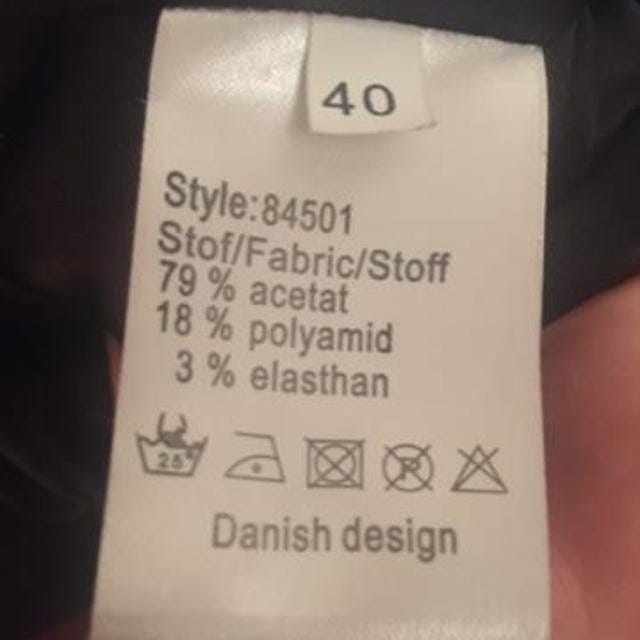 40
Style:84501
Stof/Fabric/Stoff
79 % acetat
18 % polyamid
3 % elasthan
25° P
Danish design